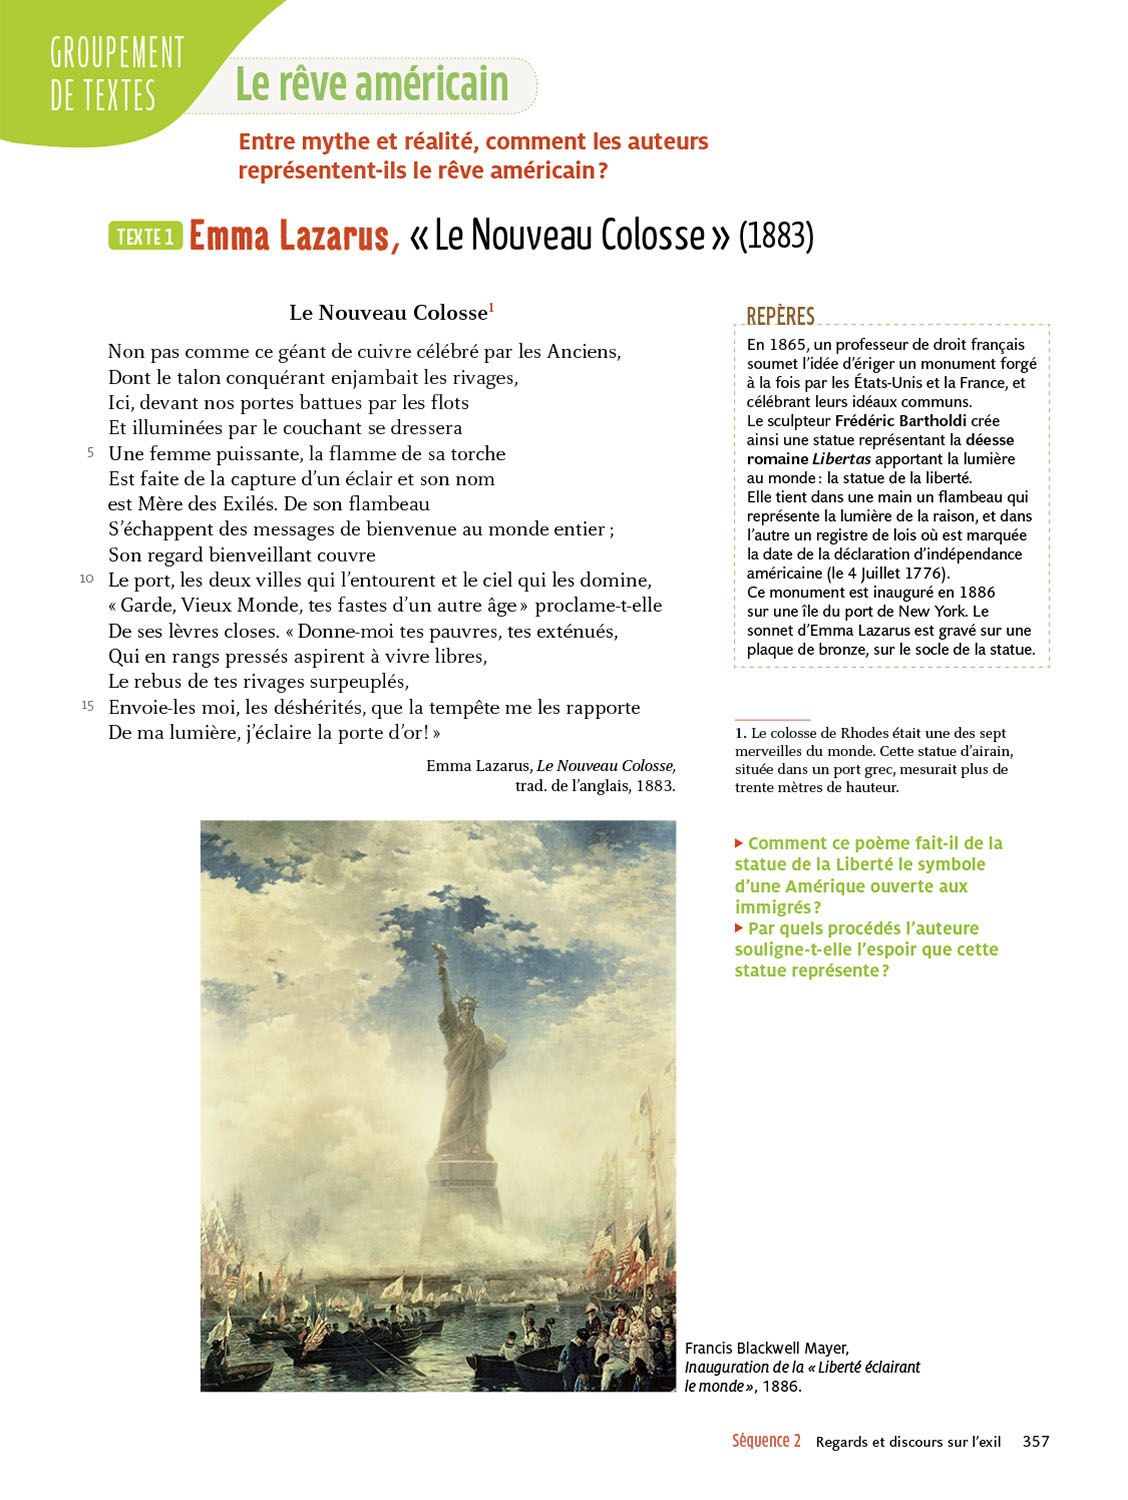 GROUPEMENT
DE TEXTES
Le rêve américain
Entre mythe et réalité, comment les auteurs
représentent-ils le rêve américain ?
TEXTE 1 Emma Lazarus, « Le Nouveau Colosse » (1883)
Le Nouveau Colosse1
Non pas comme ce géant de cuivre célébré par les Anciens,
Dont le talon conquérant enjambait les rivages,
Ici, devant nos portes battues par les flots
Et illuminées par le couchant se dressera
5 Une femme puissante, la flamme de sa torche
Est faite de la capture d'un éclair et son nom
est Mère des Exilés. De son flambeau
S'échappent des messages de bienvenue au monde entier ;
Son regard bienveillant couvre
10 Le port, les deux villes qui l'entourent et le ciel qui les domine,
« Garde, Vieux Monde, tes fastes d'un autre âge » proclame-t-elle
De ses lèvres closes. « Donne-moi tes pauvres, tes exténués,
Qui en rangs pressés aspirent à vivre libres,
Le rebus de tes rivages surpeuplés,
15 Envoie-les moi, les déshérités, que la tempête me les rapporte
De ma lumière, j'éclaire la porte d'or! »
Emma Lazarus, Le Nouveau Colosse,
trad. de l'anglais, 1883.
REPÈRES
En 1865, un professeur de droit français
soumet l'idée d'ériger un monument forgé
à la fois par les États-Unis et la France, et
célébrant leurs idéaux communs.
Le sculpteur Frédéric Bartholdi crée
ainsi une statue représentant la déesse
romaine Libertas apportant la lumière
au monde : la statue de la liberté.
Elle tient dans une main un flambeau qui
représente la lumière de la raison, et dans
l'autre un registre de lois où est marquée
la date de la déclaration d'indépendance
américaine (le 4 Juillet 1776).
Ce monument est inauguré en 1886
sur une île du port de New York. Le
sonnet d'Emma Lazarus est gravé sur une
plaque de bronze, sur le socle de la statue.
1. Le colosse de Rhodes était une des sept
merveilles du monde. Cette statue d'airain,
située dans un port grec, mesurait plus de
trente mètres de hauteur.
Comment ce poème fait-il de la
statue de la Liberté le symbole
d'une Amérique ouverte aux
immigrés ?
Par quels procédés l'auteure
souligne-t-elle l'espoir que cette
statue représente ?
Francis Blackwell Mayer,
Inauguration de la « Liberté éclairant
le monde », 1886.
Séquence 2 Regards et discours sur l'exil 357